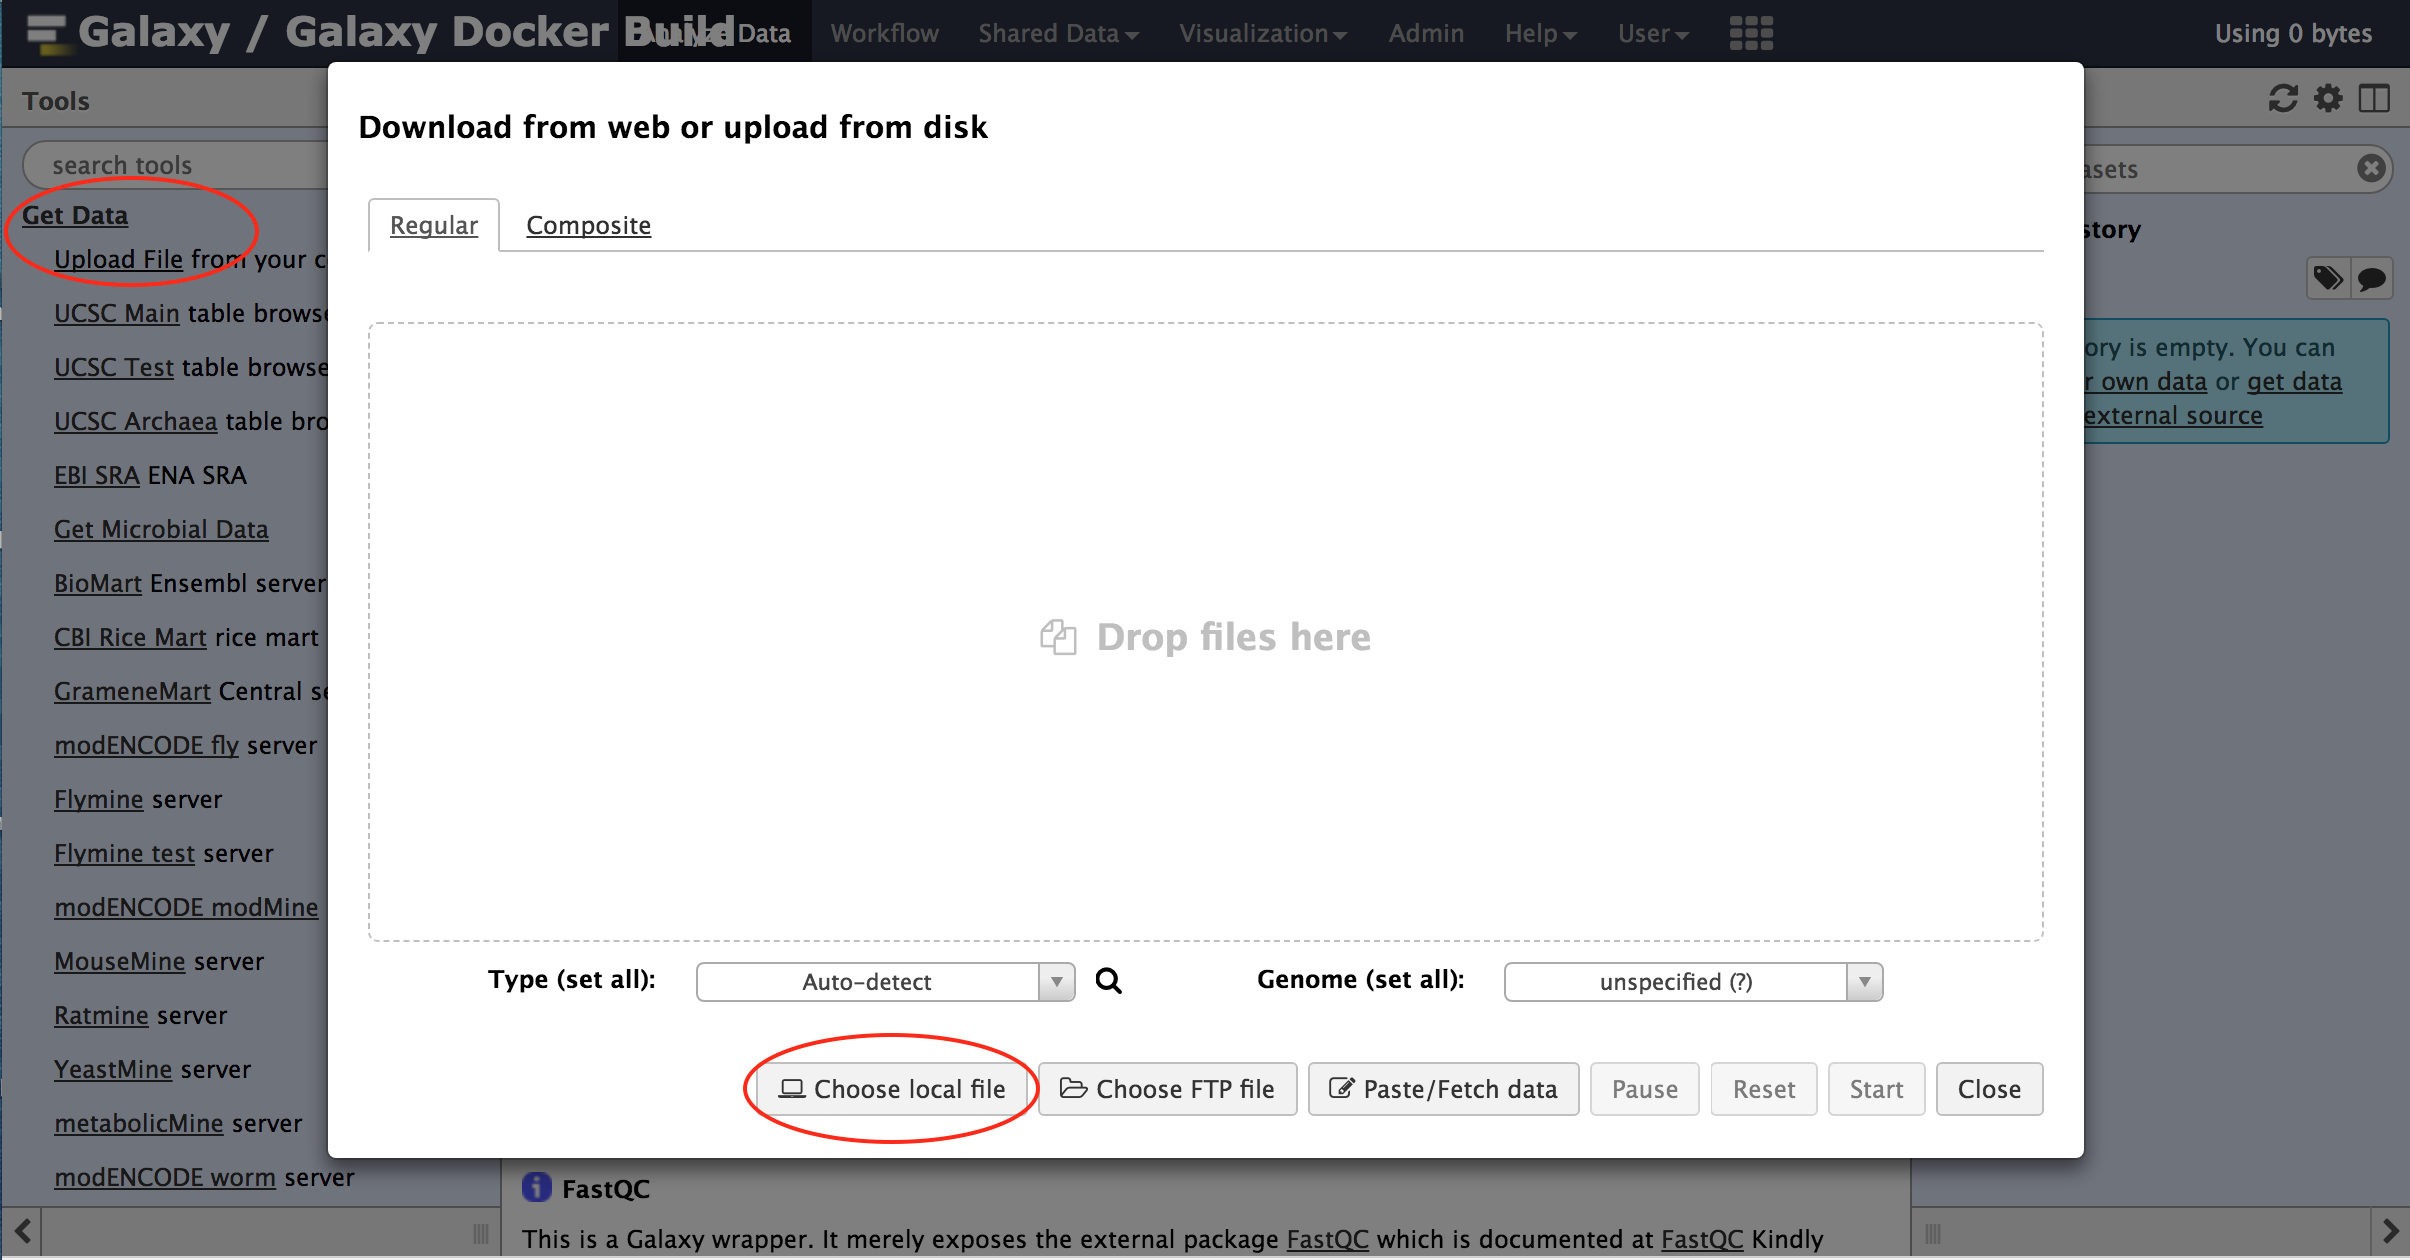 Galaxy / Galaxy Docker Build
Analyze Data
Workflow
Shared Data
Visualization
Admin
Help
User
Using 0 bytes
Tools
search tools
Get Data
Upload File from your c
UCSC Main table browse
UCSC Test table browse
UCSC Archaea table bro
EBI SRA ENA SRA
Get Microbial Data
BioMart Ensembl server
CBI Rice Mart rice mart
GrameneMart Central se
modENCODE fly server
Flymine server
Flymine test server
modENCODE modMine
MouseMine server
Ratmine server
YeastMine server
metabolicMine server
modENCODE worm server
Download from web or upload from disk
Regular
Composite
Drop files here
Type (set all):
Auto-detect
Genome (set all):
unspecified (?)
Choose local file
Choose FTP file
Paste/Fetch data
Pause
Reset
Start
Close
FastQC
This is a Galaxy wrapper. It merely exposes the external package FastQC which is documented at FastQC Kindly
asets
story
ory is empty. You can
r own data or get data
external source